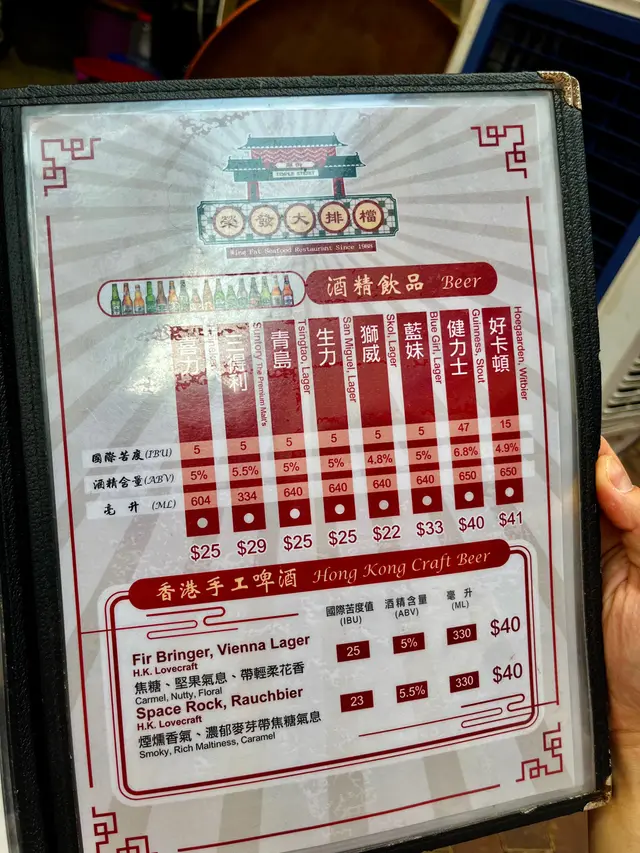 廟街
TEMPLE STREET
榮發大排檔
Wing Fat Seafood Restaurant Since 1988
酒精飲品 Beer
喜力
三得利 Suntory The Premium Malt's
青島 Tsingtao, Lager
生力 San Miguel, Lager
獅威 Skol, Lager
藍妹 Blue Girl, Lager
健力士 Guinness, Stout
好卡頓 Hoegaarden, Witbier
國際苦度(IBU) 5 5 5 5 5 5 47 15
酒精含量(ABV) 5% 5.5% 5% 5% 4.8% 5% 6.8% 4.9%
毫升 (ML) 604 334 640 640 640 640 650 650
$25 $29 $25 $25 $22 $33 $40 $41
香港手工啤酒 Hong Kong Craft Beer
國際苦度值 酒精含量 毫升
(IBU) (ABV) (ML)
Fir Bringer, Vienna Lager 25 5% 330 $40
H.K. Lovecraft
焦糖、堅果氣息、帶輕柔花香
Carmel, Nutty, Floral
Space Rock, Rauchbier 23 5.5% 330 $40
H.K. Lovecraft
煙燻香氣、濃郁麥芽帶焦糖氣息
Smoky, Rich Maltiness, Caramel